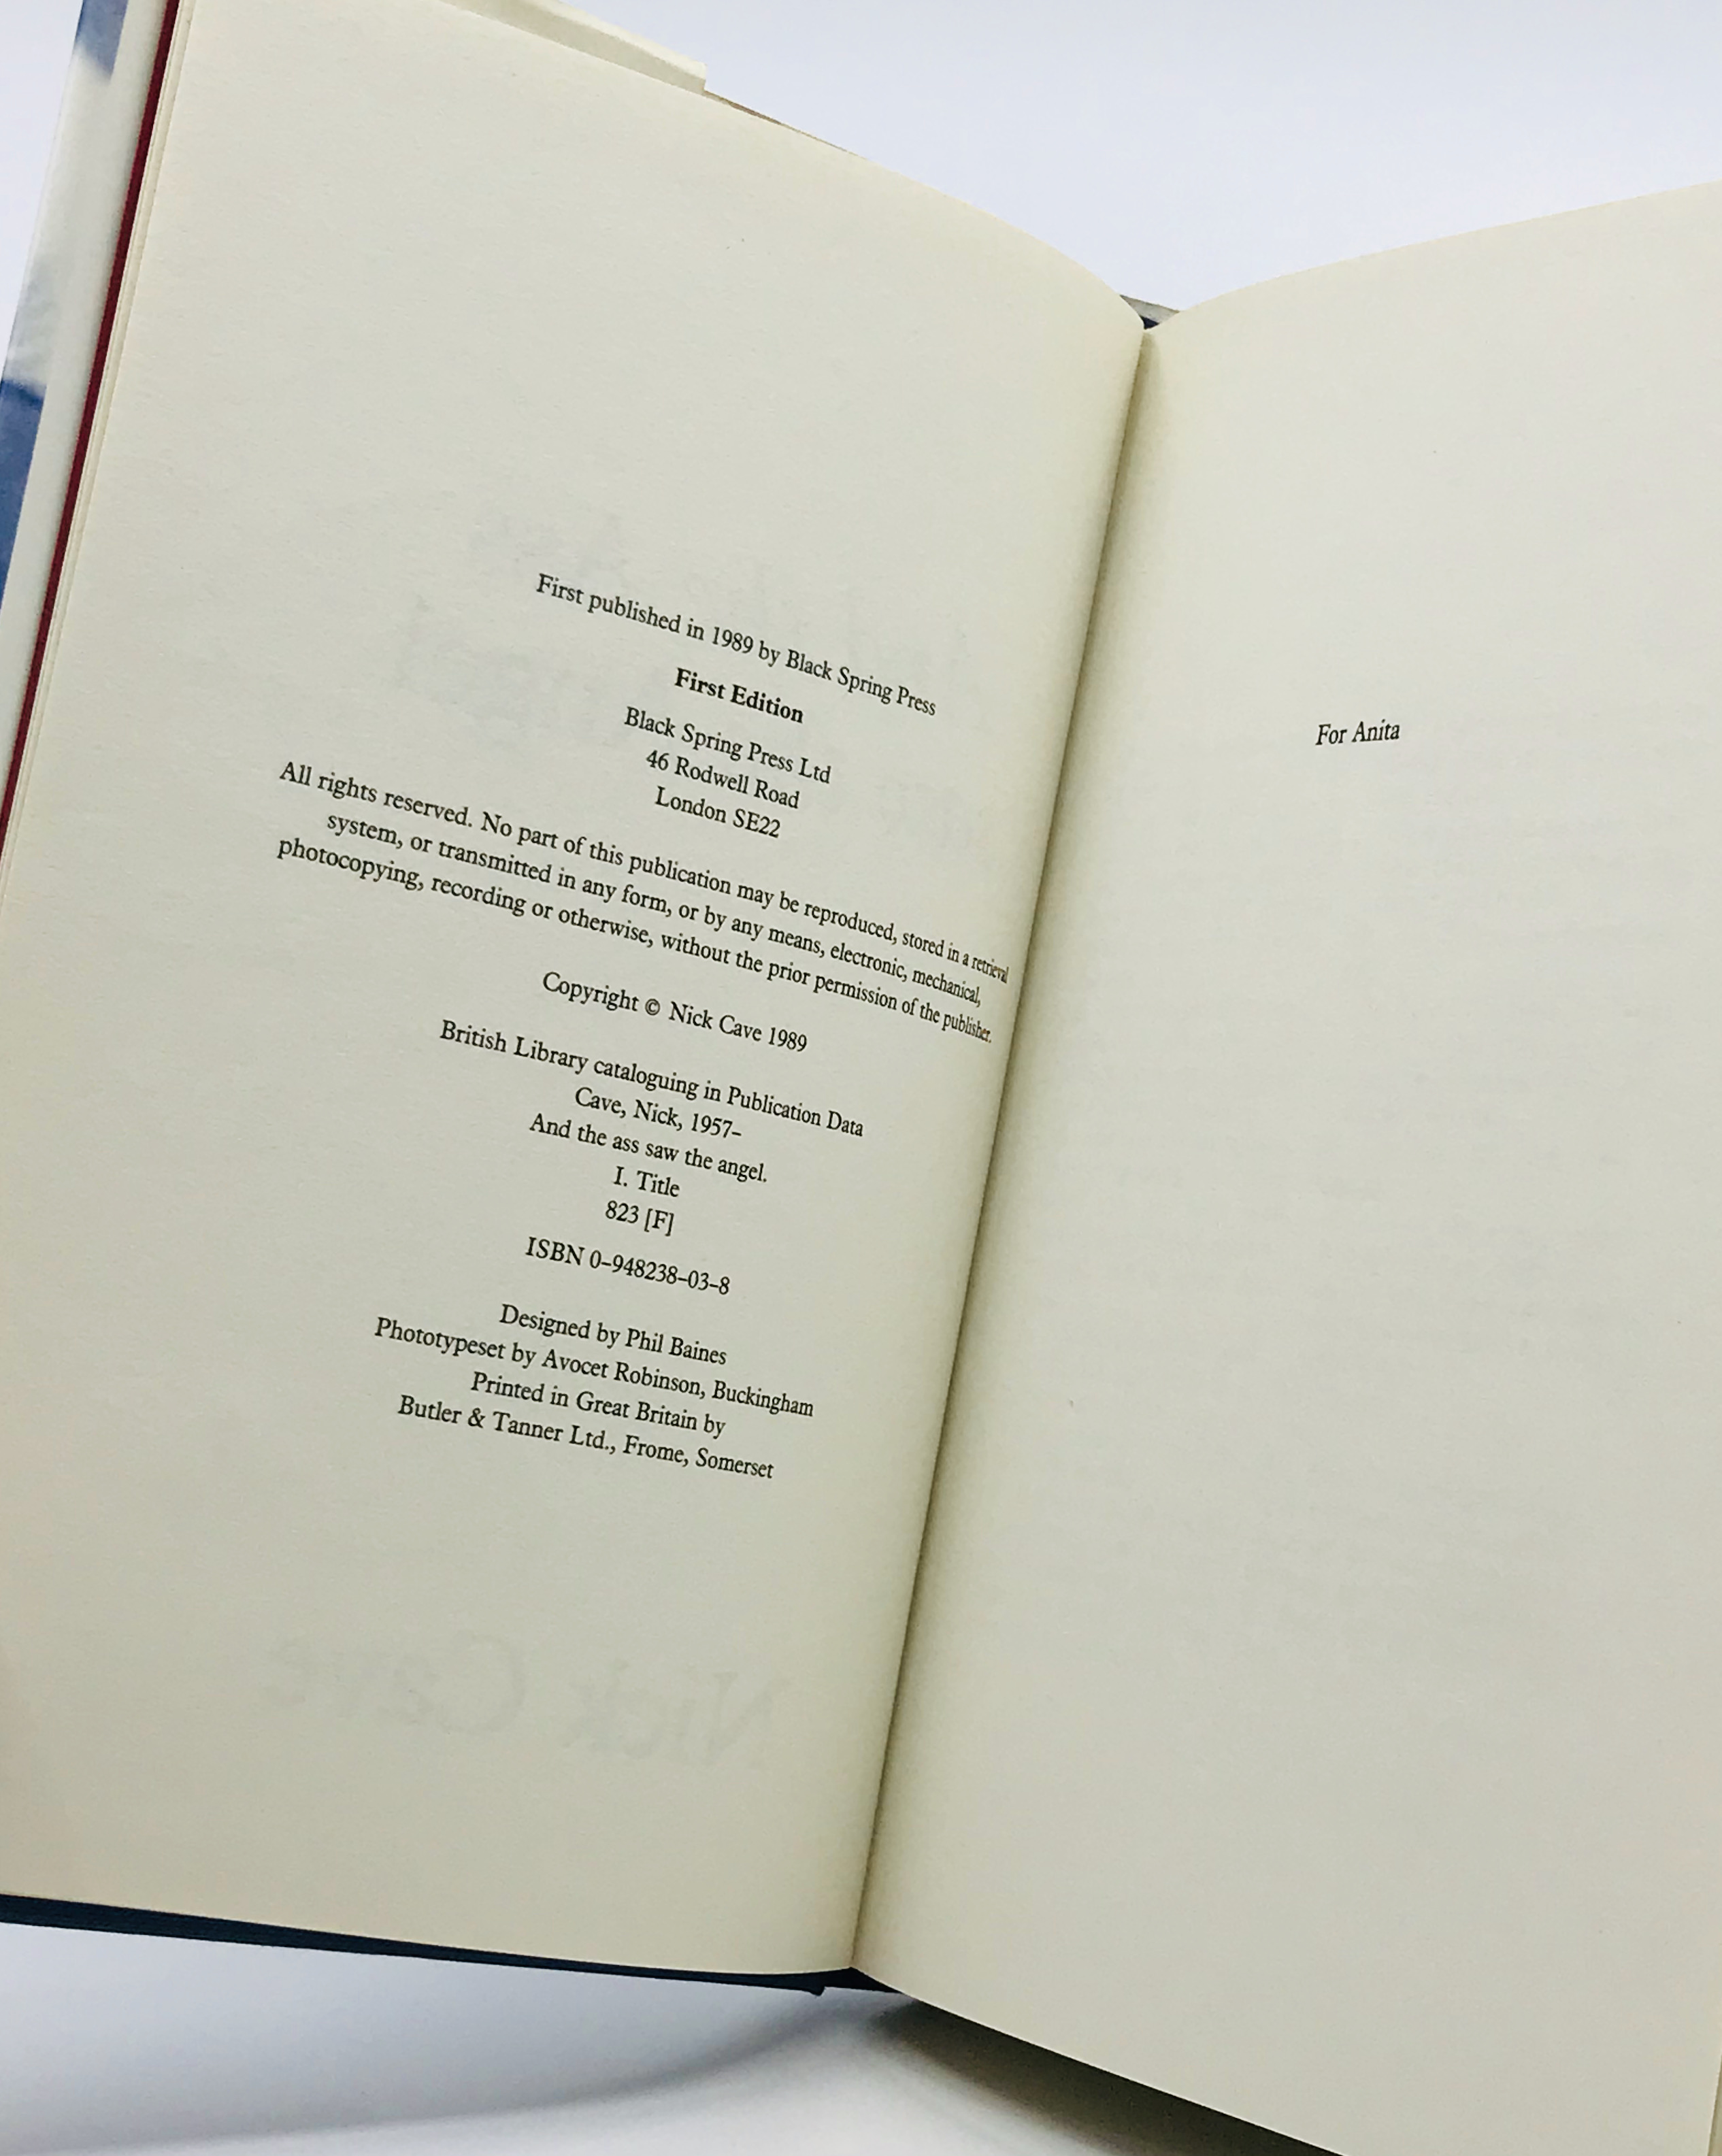 First published in 1989 by Black Spring Press
First Edition
Black Spring Press Ltd
46 Rodwell Road
London SE22
All rights reserved. No part of this publication may be reproduced, stored in a retrieval
system, or transmitted in any form, or by any means, electronic, mechanical,
photocopying, recording or otherwise, without the prior permission of the publisher.
Copyright © Nick Cave 1989
British Library cataloguing in Publication Data
Cave, Nick, 1957–
And the ass saw the angel.
I. Title
823 [F]
ISBN 0–948238–03–8
Designed by Phil Baines
Phototypeset by Avocet Robinson, Buckingham
Printed in Great Britain by
Butler & Tanner Ltd., Frome, Somerset
Nick Cave
For Anita